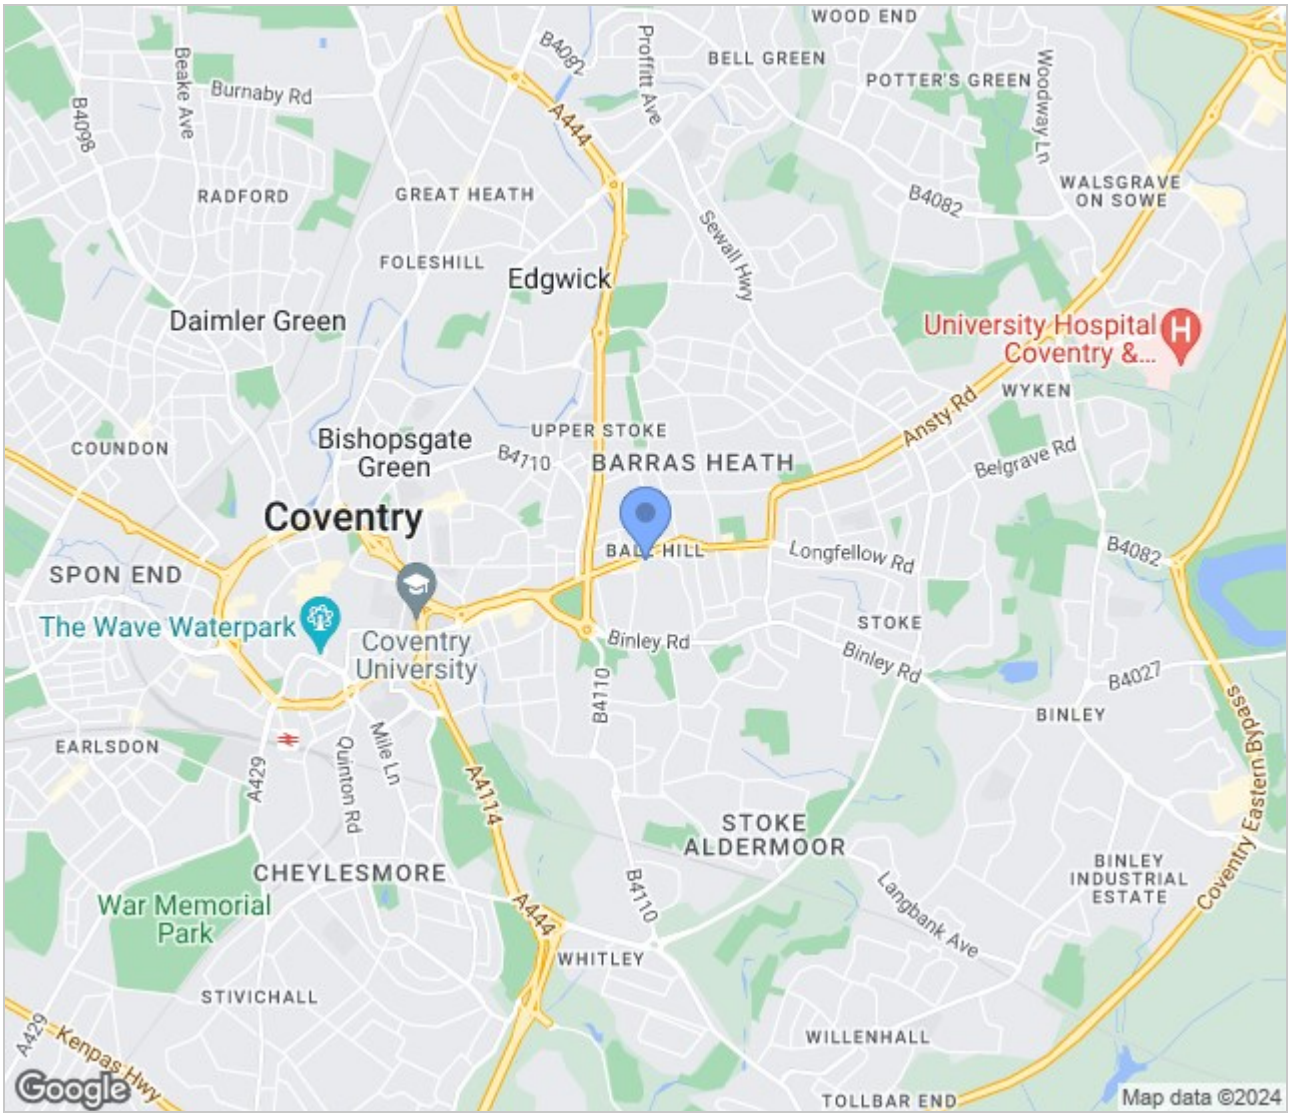 WOOD END
B4082
Proffitt Ave
BELL GREEN
POTTER'S GREEN
Woodway Ln
Beake Ave
Burnaby Rd
B4098
A444
RADFORD
GREAT HEATH
B4082
WALSGRAVE
ON SOWE
Sewall Hwy
FOLESHILL
Edgwick
Daimler Green
University Hospital
Coventry &...
H
WYKEN
Ansty Rd
COUNDON
Bishopsgate
Green
UPPER STOKE
B4110
BARRAS HEATH
Belgrave Rd
Coventry
BALL HILL
Longfellow Rd
B4082
SPON END
The Wave Waterpark
Coventry
University
STOKE
Binley Rd
Binley Rd
B4027
B4110
BINLEY
EARLSDON
A429
Quinton Rd
Mile Ln
A4114
Coventry Eastern Bypass
STOKE
ALDERMOOR
CHEYLESMORE
BINLEY
INDUSTRIAL
ESTATE
War Memorial
Park
A444
B4110
Langbank Ave
WHITLEY
STIVICHALL
WILLENHALL
A429
Kenpas Hwy
Google
TOLLBAR END
Map data ©2024